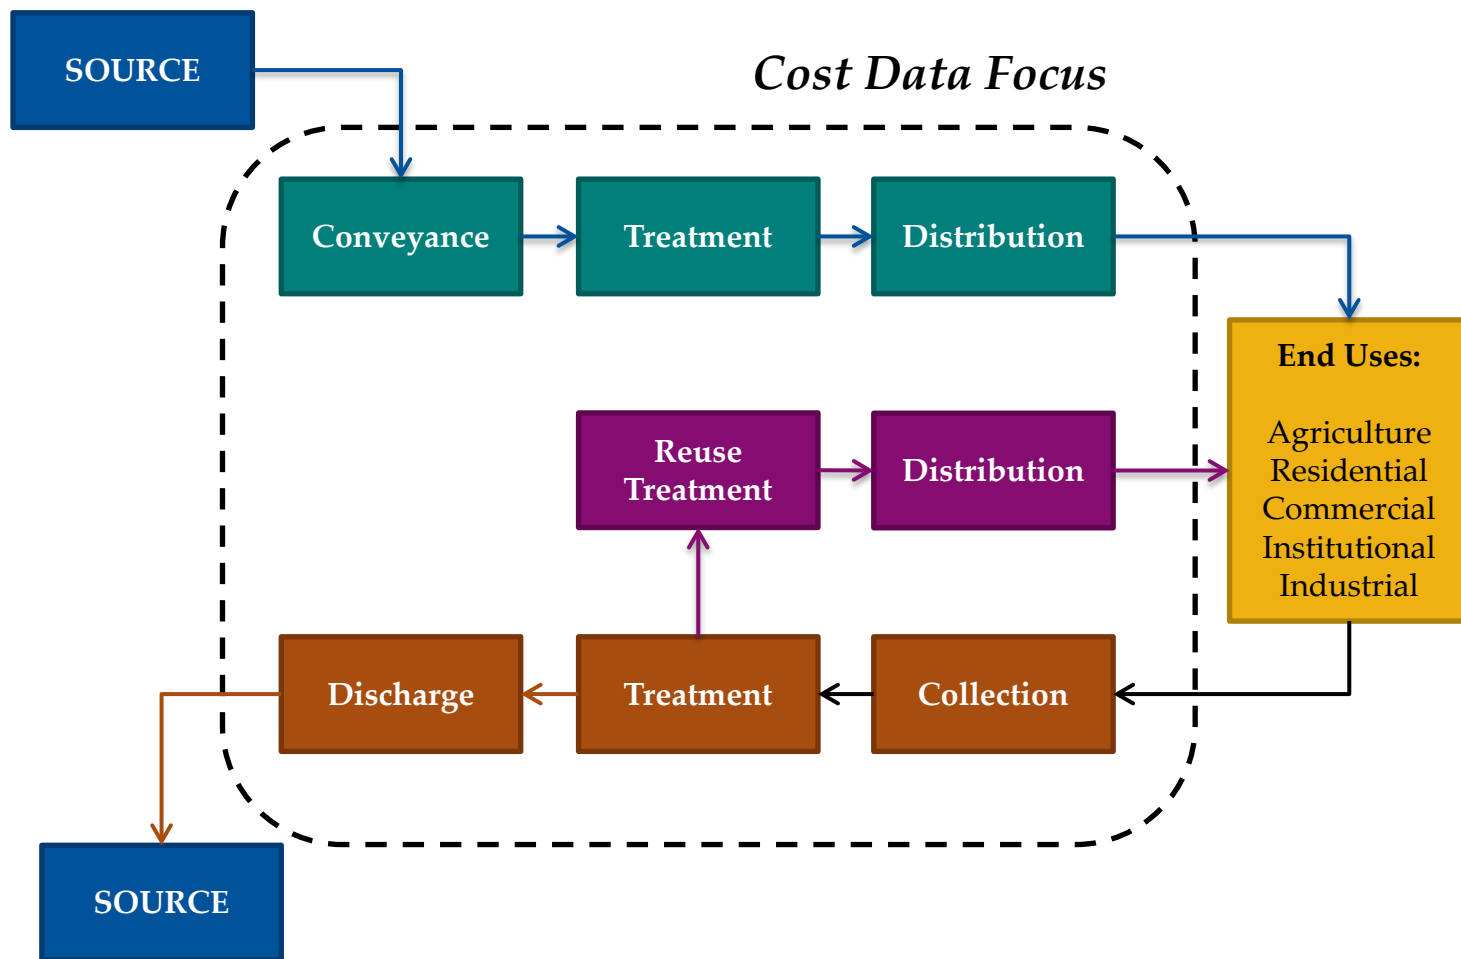 SOURCE
Cost Data Focus
Conveyance
Treatment
Distribution
End Uses:
Agriculture
Residential
Commercial
Institutional
Industrial
Reuse
Treatment
Distribution
Discharge
Treatment
Collection
SOURCE